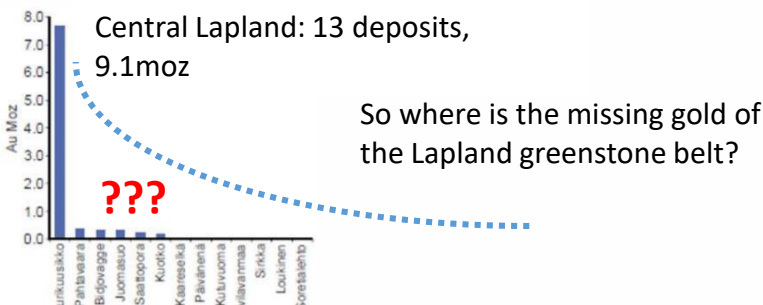 Central Lapland: 13 deposits,
9.1moz
So where is the missing gold of
the Lapland greenstone belt?
???
Au Moz
8.0
7.0
6.0
5.0
4.0
3.0
2.0
1.0
0.0
Pahtavaara
Bidjovagge
Juomasuo
Saattopora
Kuotko
Kaareselkä
Päivänenä
Kutuvuoma
Sirkka
Loukinen